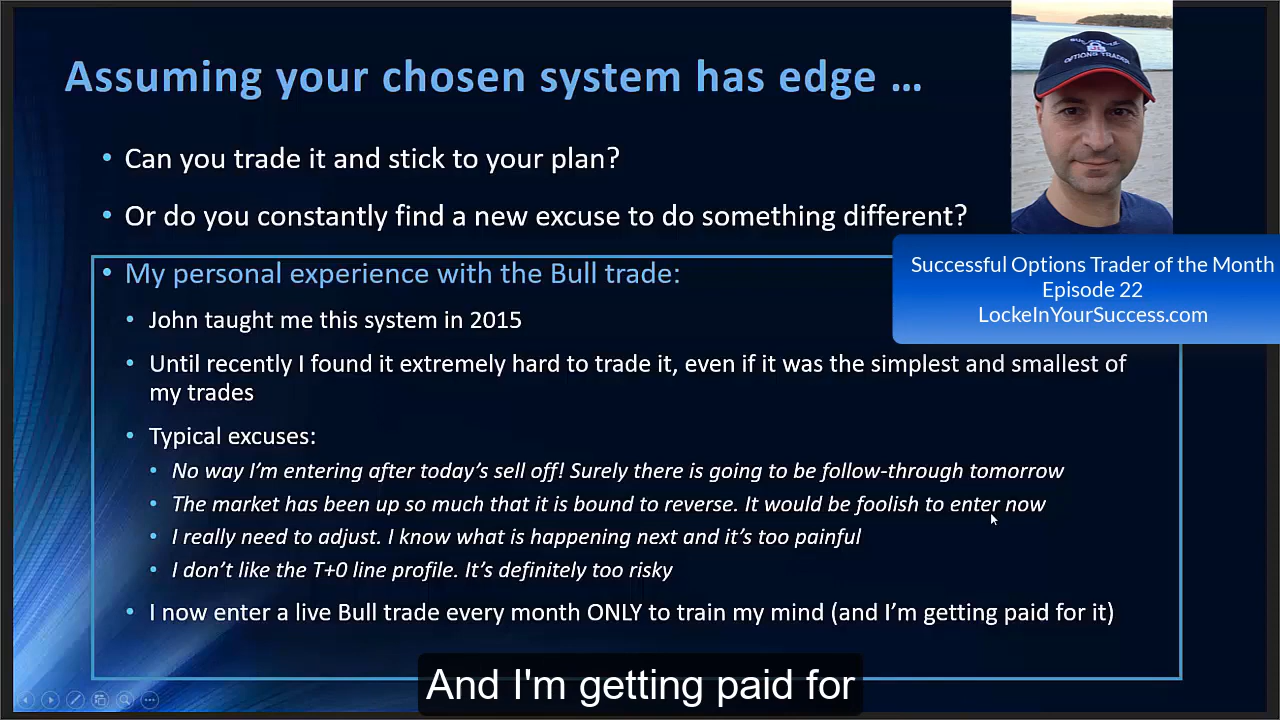 Assuming your chosen system has edge …
• Can you trade it and stick to your plan?
• Or do you constantly find a new excuse to do something different?
• My personal experience with the Bull trade:
• John taught me this system in 2015
• Until recently I found it extremely hard to trade it, even if it was the simplest and smallest of
my trades
• Typical excuses:
• No way I'm entering after today's sell off! Surely there is going to be follow-through tomorrow
• The market has been up so much that it is bound to reverse. It would be foolish to enter now
• I really need to adjust. I know what is happening next and it's too painful
• I don't like the T+0 line profile. It's definitely too risky
• I now enter a live Bull trade every month ONLY to train my mind (and I'm getting paid for it)
OPTIONS TRADER
Successful Options Trader of the Month
Episode 22
LockeInYourSuccess.com
And I'm getting paid for